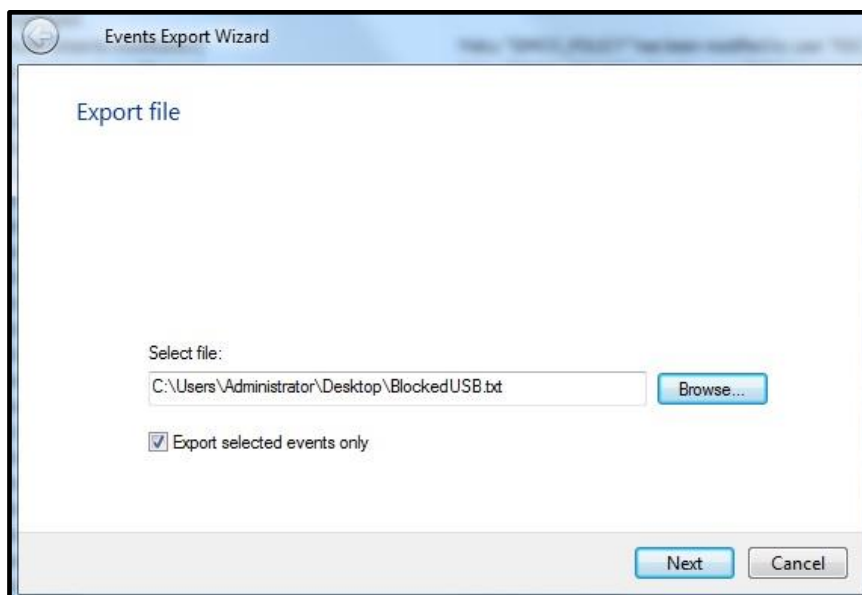 Events Export Wizard
Export file
Select file:
C:\Users\Administrator\Desktop\BlockedUSB.txt
Browse...
Export selected events only
Next
Cancel